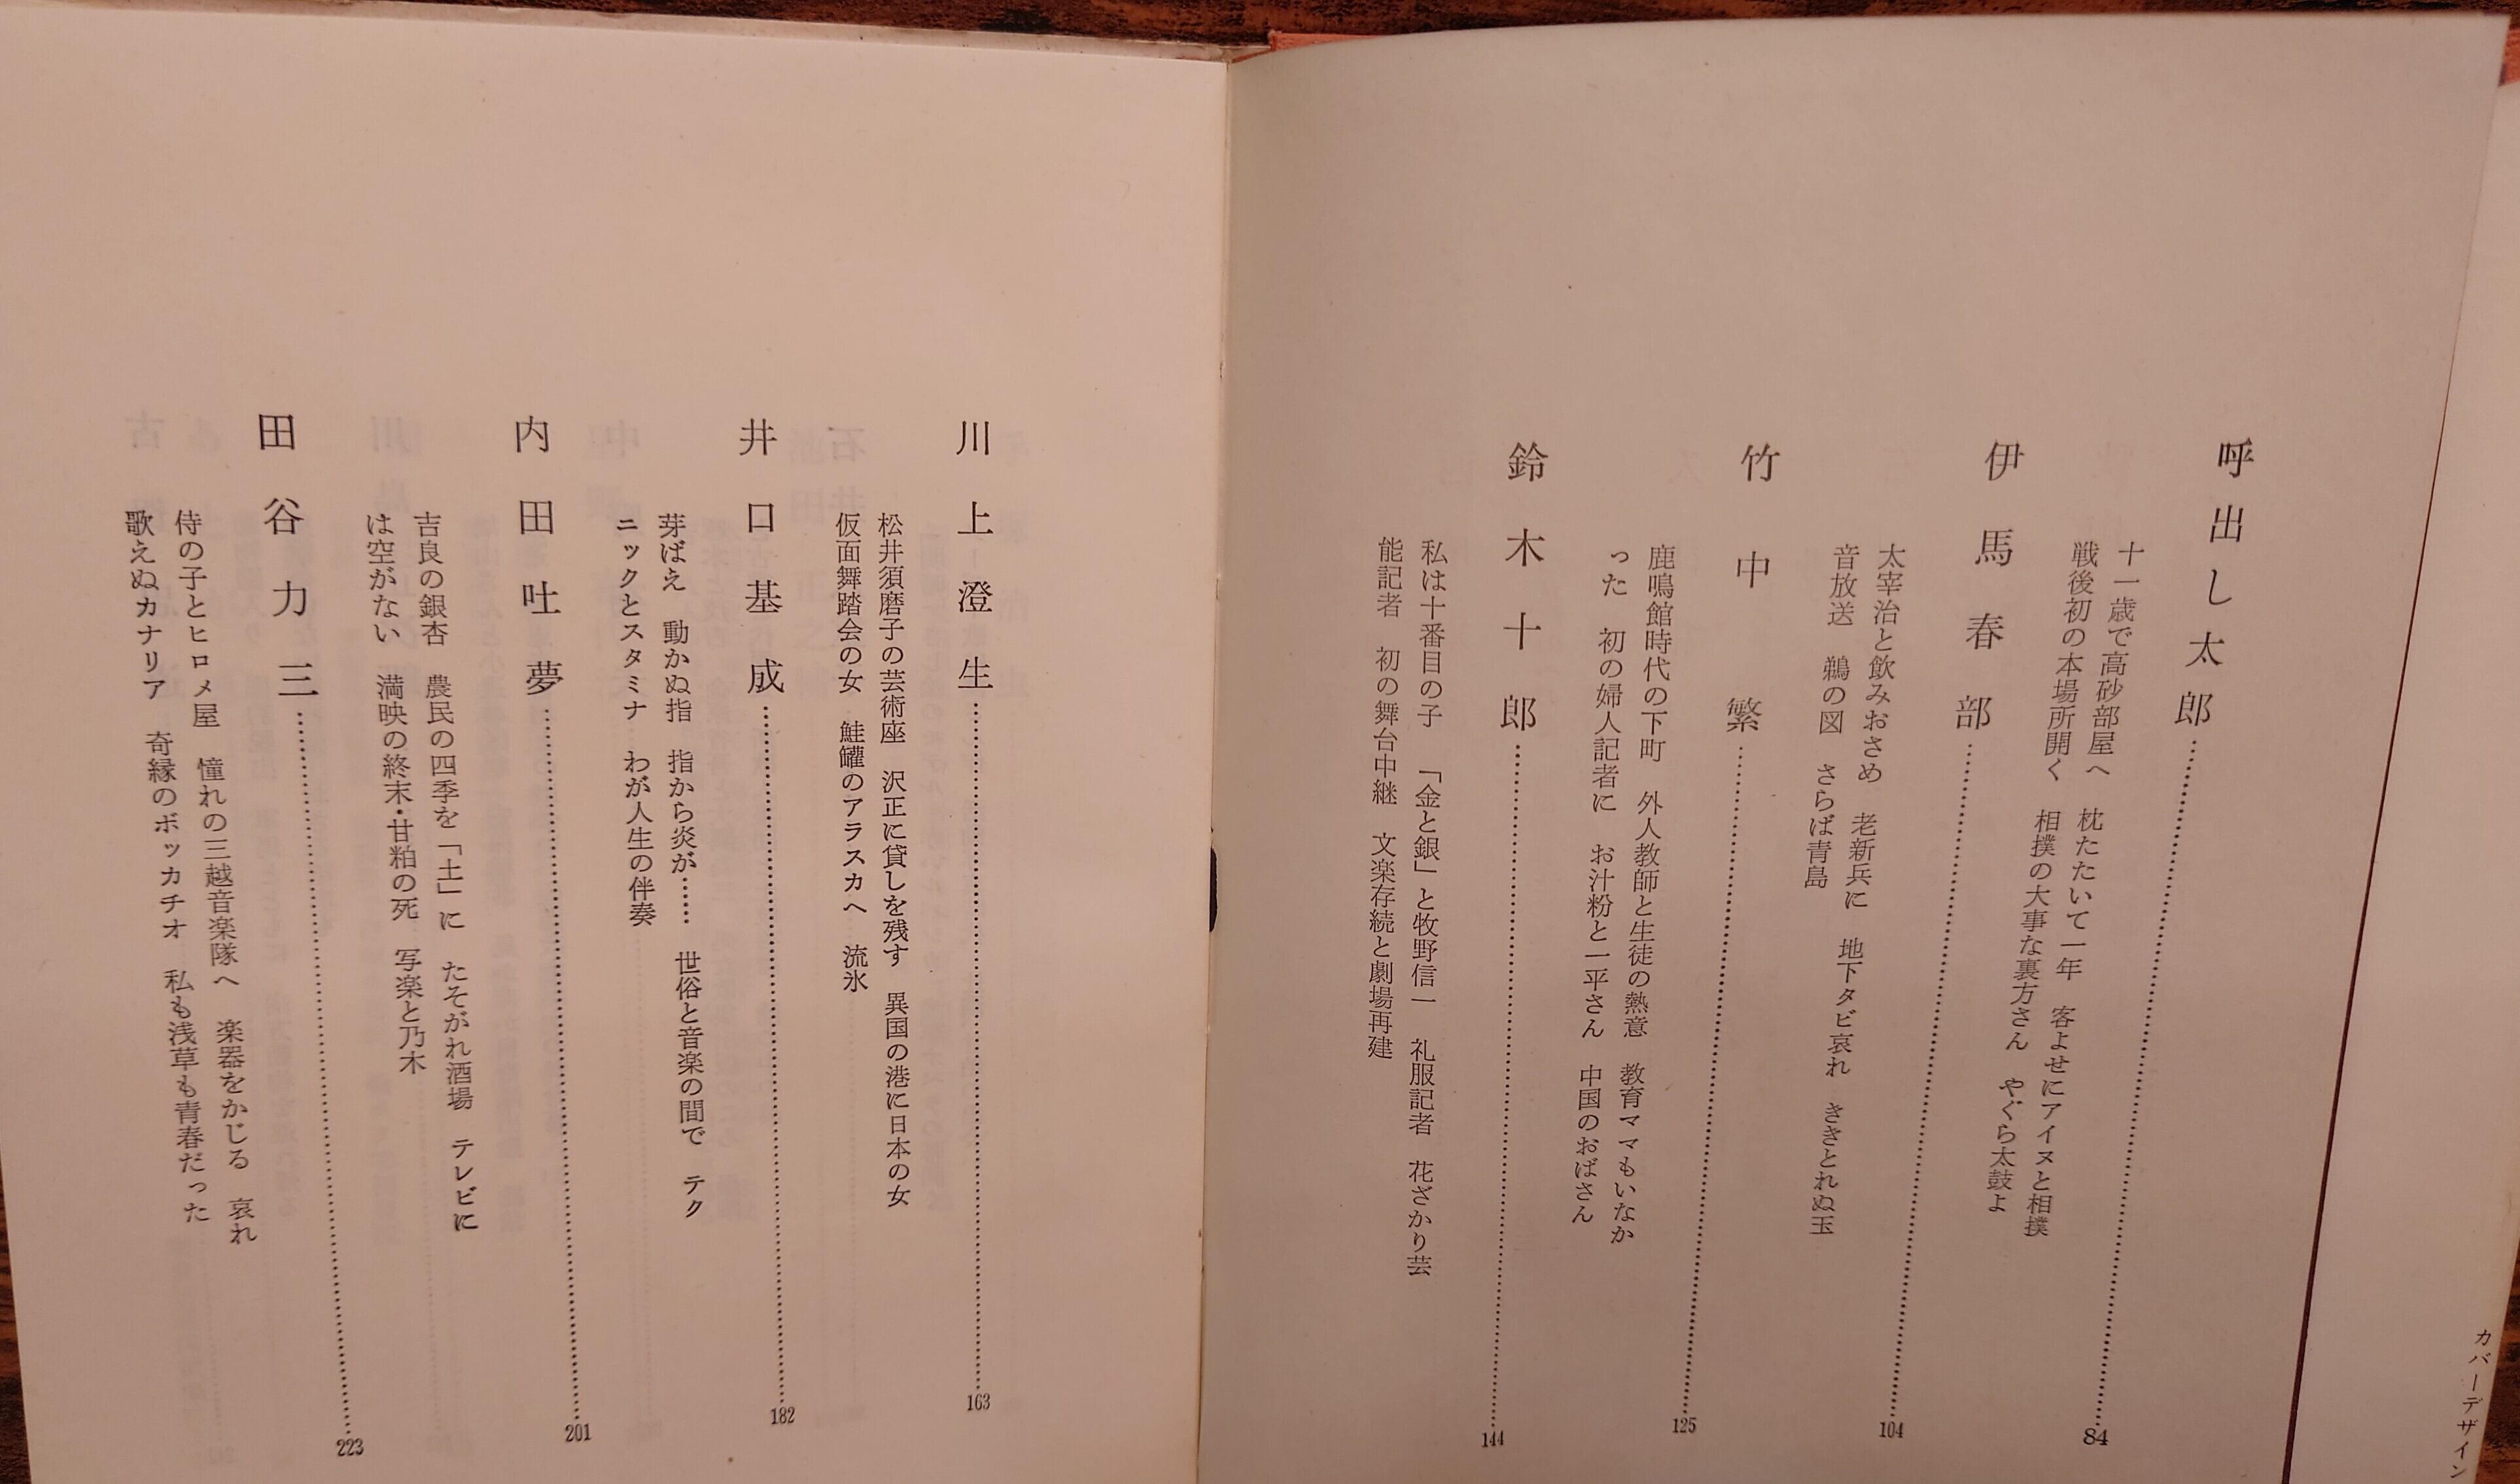 呼出し太郎……84
十一歳で高砂部屋へ　枕たたいて一年　客よせにアイヌと相撲
戦後初の本場所開く　相撲の大事な裏方さん　やぐら太鼓よ
伊馬春部……104
太宰治と飲みおさめ　老新兵に　地下タビ哀れ　ききとれぬ玉
音放送　鵜の図　さらば青島
竹中　繁……125
鹿鳴館時代の下町　外人教師と生徒の熱意　教育ママもいなか
った　初の婦人記者に　お汁粉と一平さん　中国のおばさん
鈴木十郎……144
私は十番目の子　「金と銀」と牧野信一　礼服記者　花ざかり芸
能記者　初の舞台中継　文楽存続と劇場再建
川上澄生……163
松井須磨子の芸術座　沢正に貸しを残す　異国の港に日本の女
仮面舞踏会の女　鮭罐のアラスカへ　流氷
井口基成……182
芽ばえ　動かぬ指　指から炎が……　世俗と音楽の間で　テク
ニックとスタミナ　わが人生の伴奏
内田吐夢……201
吉良の銀杏　農民の四季を「土」に　たそがれ酒場　テレビに
は空がない　満映の終末・甘粕の死　写楽と乃木
田谷力三……223
侍の子とヒロメ屋　憧れの三越音楽隊へ　楽器をかじる　哀れ
歌えぬカナリア　奇縁のボッカチオ　私も浅草も青春だった
カバーデザイン